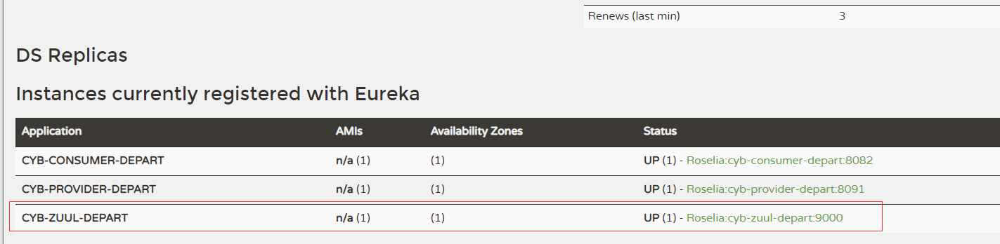 Renews (last min) 3
DS Replicas
Instances currently registered with Eureka
Application AMIs Availability Zones Status
CYB-CONSUMER-DEPART n/a (1) (1) UP (1) - Roselia:cyb-consumer-depart:8082
CYB-PROVIDER-DEPART n/a (1) (1) UP (1) - Roselia:cyb-provider-depart:8091
CYB-ZUUL-DEPART n/a (1) (1) UP (1) - Roselia:cyb-zuul-depart:9000